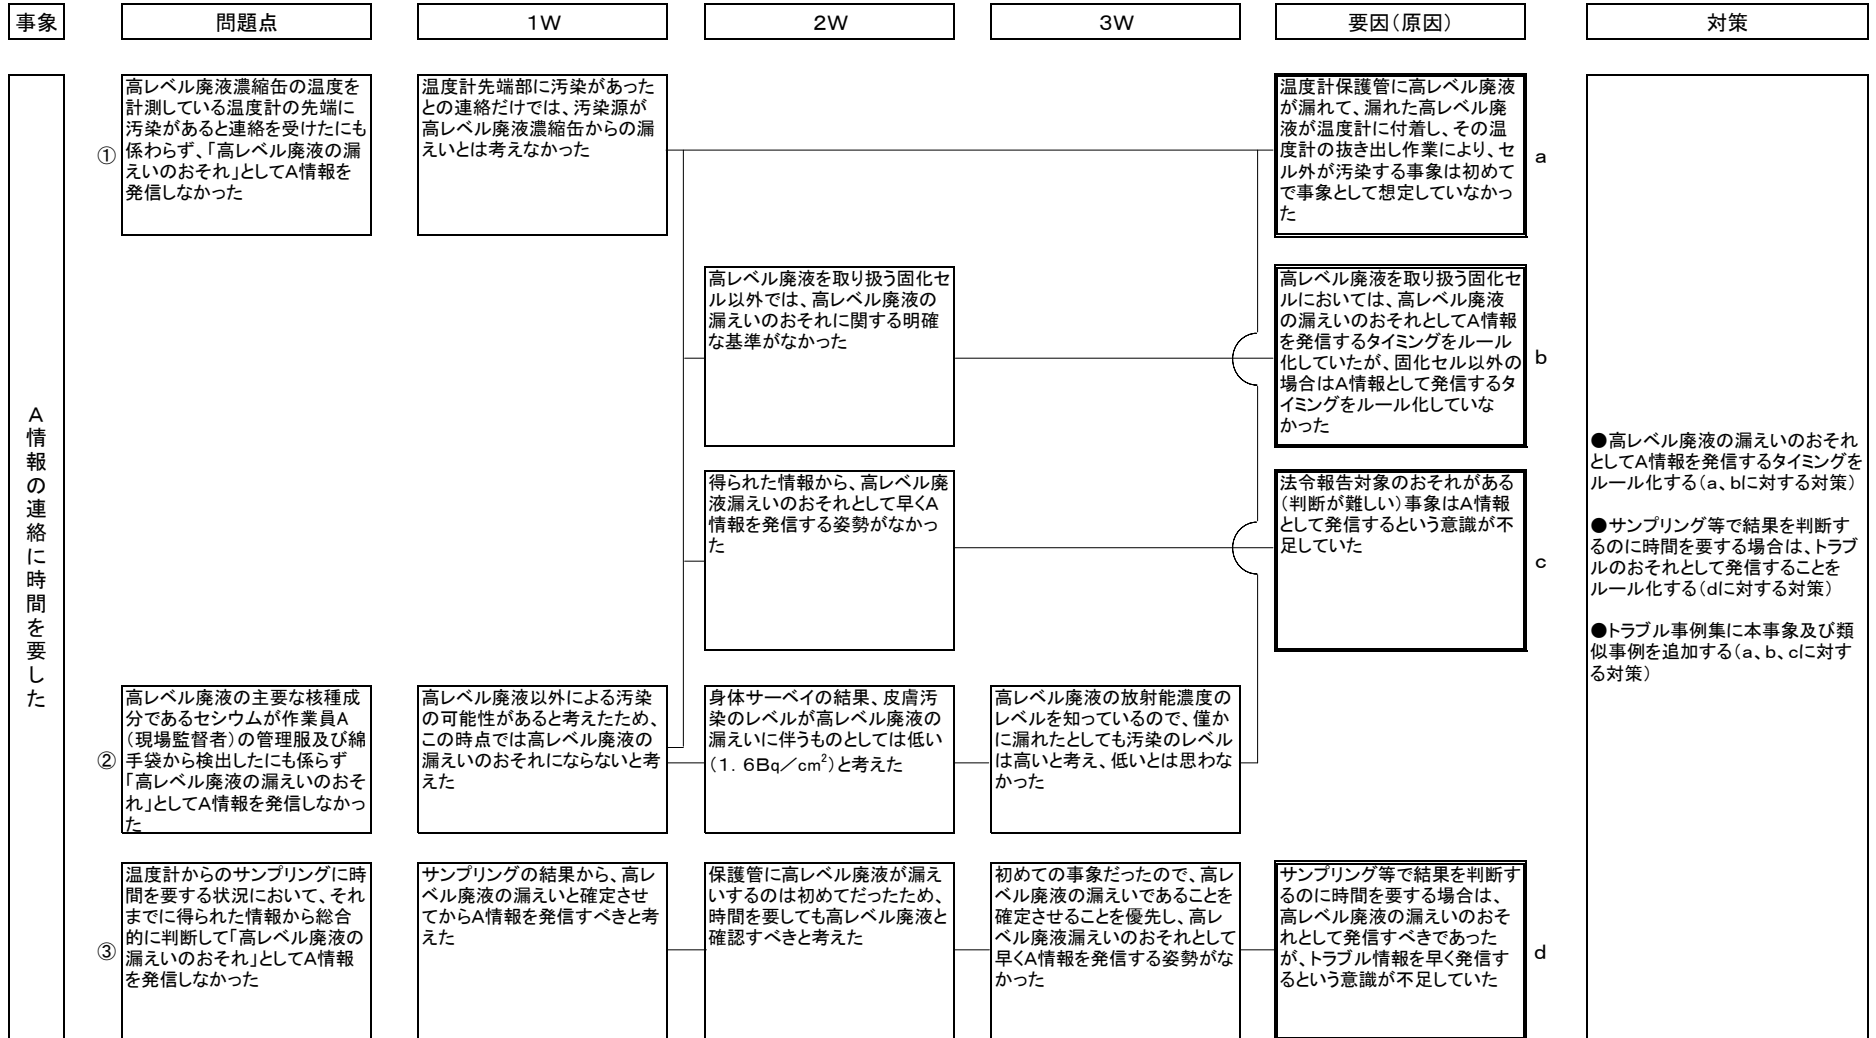 事象
問題点
1W
2W
3W
要因(原因)
対策
A情報の連絡に時間を要した
①
高レベル廃液濃縮缶の温度を
計測している温度計の先端に
汚染があると連絡を受けたにも
係わらず、「高レベル廃液の漏
えいのおそれ」としてA情報を
発信しなかった
温度計先端部に汚染があった
との連絡だけでは、汚染源が
高レベル廃液濃縮缶からの漏
えいとは考えなかった
温度計保護管に高レベル廃液
が漏れて、漏れた高レベル廃
液が温度計に付着し、その温
度計の抜き出し作業により、セ
ル外が汚染する事象は初めて
で事象として想定していなかっ
た
a
高レベル廃液を取り扱う固化セ
ル以外では、高レベル廃液の
漏えいのおそれに関する明確
な基準がなかった
高レベル廃液を取り扱う固化セ
ルにおいては、高レベル廃液
の漏えいのおそれとしてA情報
を発信するタイミングをルール
化していたが、固化セル以外の
場合はA情報として発信するタ
イミングをルール化していな
かった
b
得られた情報から、高レベル廃
液漏えいのおそれとして早くA
情報を発信する姿勢がなかっ
た
法令報告対象のおそれがある
(判断が難しい)事象はA情報
として発信するという意識が不
足していた
c
②
高レベル廃液の主要な核種成
分であるセシウムが作業員A
(現場監督者)の管理服及び綿
手袋から検出したにも係らず
「高レベル廃液の漏えいのおそ
れ」としてA情報を発信しなかっ
た
高レベル廃液以外による汚染
の可能性があると考えたため、
この時点では高レベル廃液の
漏えいのおそれにならないと考
えた
身体サーベイの結果、皮膚汚
染のレベルが高レベル廃液の
漏えいに伴うものとしては低い
(1.6Bq/cm²)と考えた
高レベル廃液の放射能濃度の
レベルを知っているので、僅か
に漏れたとしても汚染のレベル
は高いと考え、低いとは思わな
かった
③
温度計からのサンプリングに時
間を要する状況において、それ
までに得られた情報から総合
的に判断して「高レベル廃液の
漏えいのおそれ」としてA情報
を発信しなかった
サンプリングの結果から、高レ
ベル廃液の漏えいと確定させ
てからA情報を発信すべきと考
えた
保護管に高レベル廃液が漏え
いするのは初めてだったため、
時間を要しても高レベル廃液と
確認すべきと考えた
初めての事象だったので、高レ
ベル廃液の漏えいであることを
確定させることを優先し、高レ
ベル廃液漏えいのおそれとして
早くA情報を発信する姿勢がな
かった
サンプリング等で結果を判断す
るのに時間を要する場合は、
高レベル廃液の漏えいのおそ
れとして発信すべきであった
が、トラブル情報を早く発信す
るという意識が不足していた
d
●高レベル廃液の漏えいのおそれ
としてA情報を発信するタイミングを
ルール化する(a、bに対する対策)
●サンプリング等で結果を判断す
るのに時間を要する場合は、トラブ
ルのおそれとして発信することを
ルール化する(dに対する対策)
●トラブル事例集に本事象及び類
似事例を追加する(a、b、cに対す
る対策)